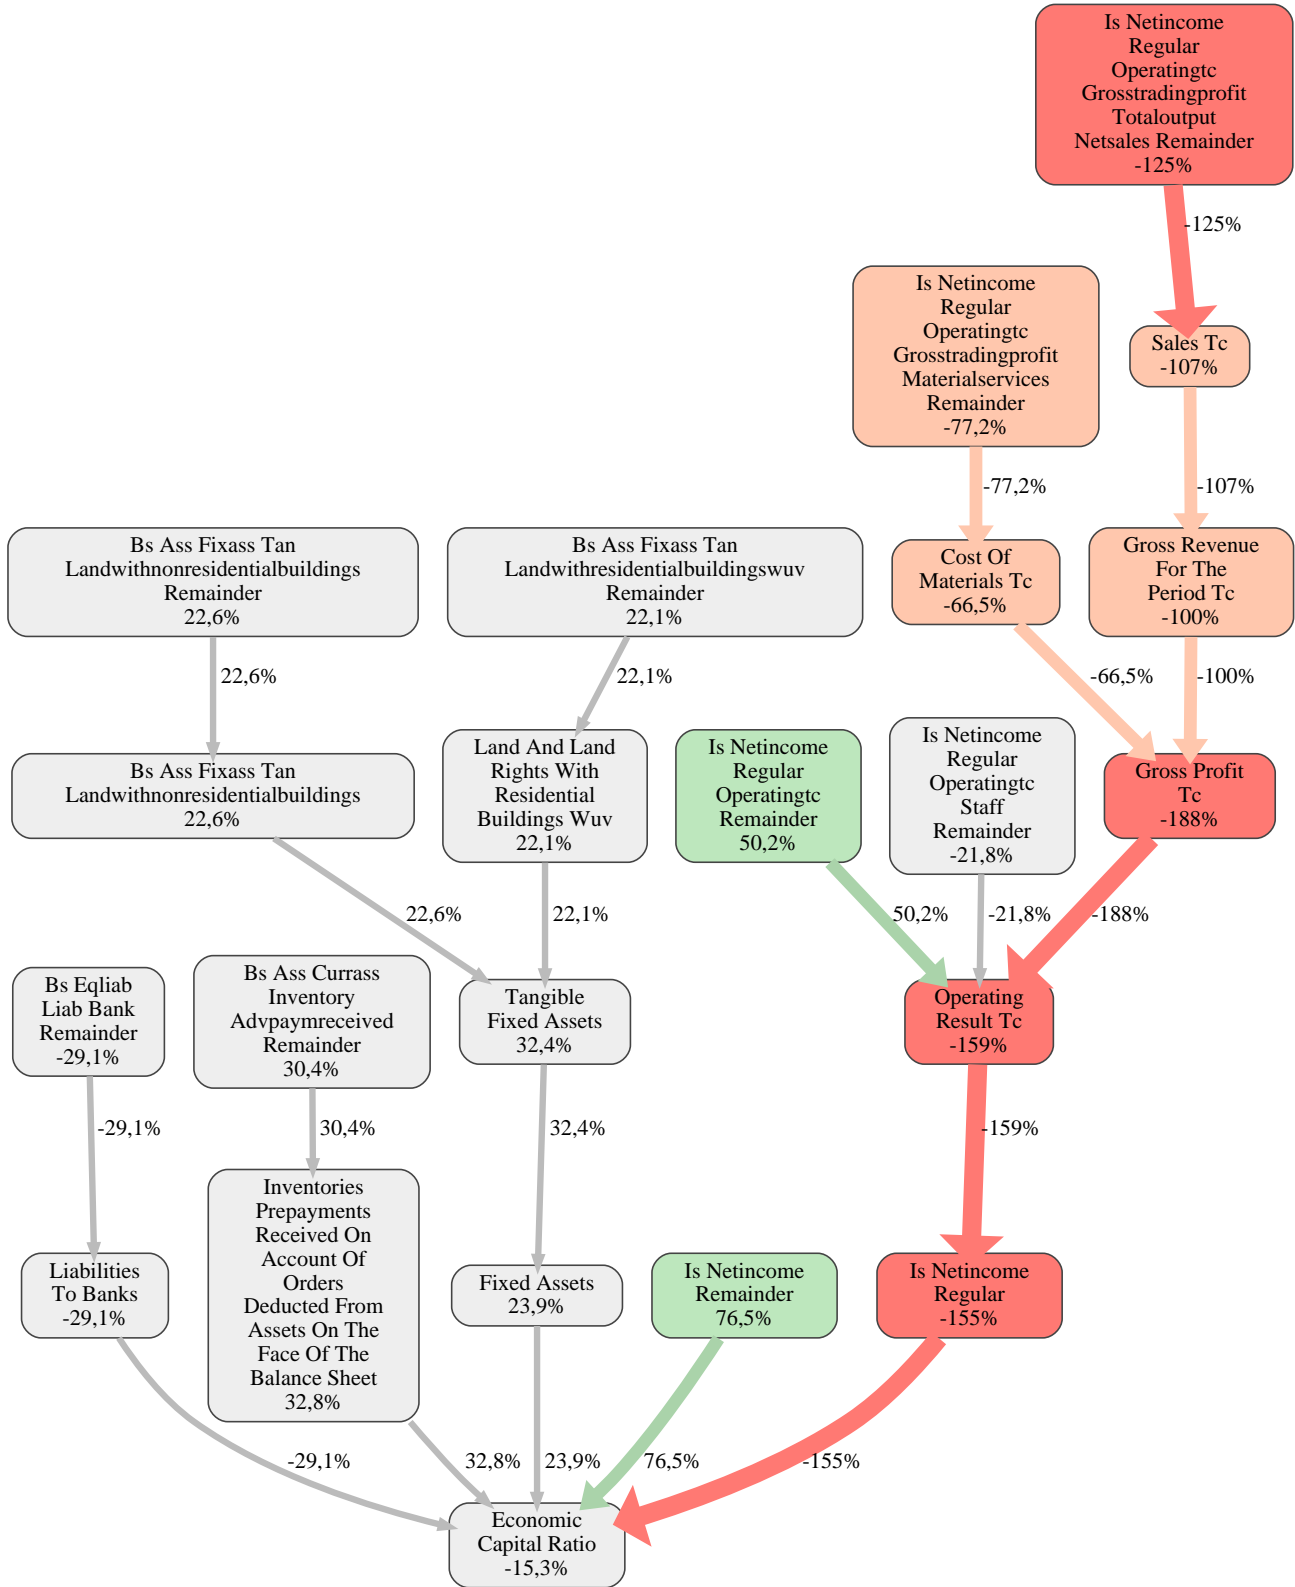 Is Netincome
Regular
Operatingtc
Grosstradingprofit
Totaloutput
Netsales Remainder
-125%
-125%
Is Netincome
Regular
Operatingtc
Grosstradingprofit
Materialservices
Remainder
-77,2%
Sales Tc
-107%
-77,2%
-107%
Bs Ass Fixass Tan
Landwithnonresidentialbuildings
Remainder
22,6%
Bs Ass Fixass Tan
Landwithresidentialbuildingswuv
Remainder
22,1%
Cost Of
Materials Tc
-66,5%
Gross Revenue
For The
Period Tc
-100%
22,6%
22,1%
-66,5%
-100%
Bs Ass Fixass Tan
Landwithnonresidentialbuildings
22,6%
Land And Land
Rights With
Residential
Buildings Wuv
22,1%
Is Netincome
Regular
Operatingtc
Remainder
50,2%
Is Netincome
Regular
Operatingtc
Staff
Remainder
-21,8%
Gross Profit
Tc
-188%
22,6%
22,1%
50,2%
-21,8%
-188%
Bs Eqliab
Liab Bank
Remainder
-29,1%
Bs Ass Currass
Inventory
Advpaymreceived
Remainder
30,4%
Tangible
Fixed Assets
32,4%
Operating
Result Tc
-159%
-29,1%
30,4%
32,4%
-159%
Liabilities
To Banks
-29,1%
Inventories
Prepayments
Received On
Account Of
Orders
Deducted From
Assets On The
Face Of The
Balance Sheet
32,8%
Fixed Assets
23,9%
Is Netincome
Remainder
76,5%
Is Netincome
Regular
-155%
-29,1%
32,8%
23,9%
76,5%
-155%
Economic
Capital Ratio
-15,3%